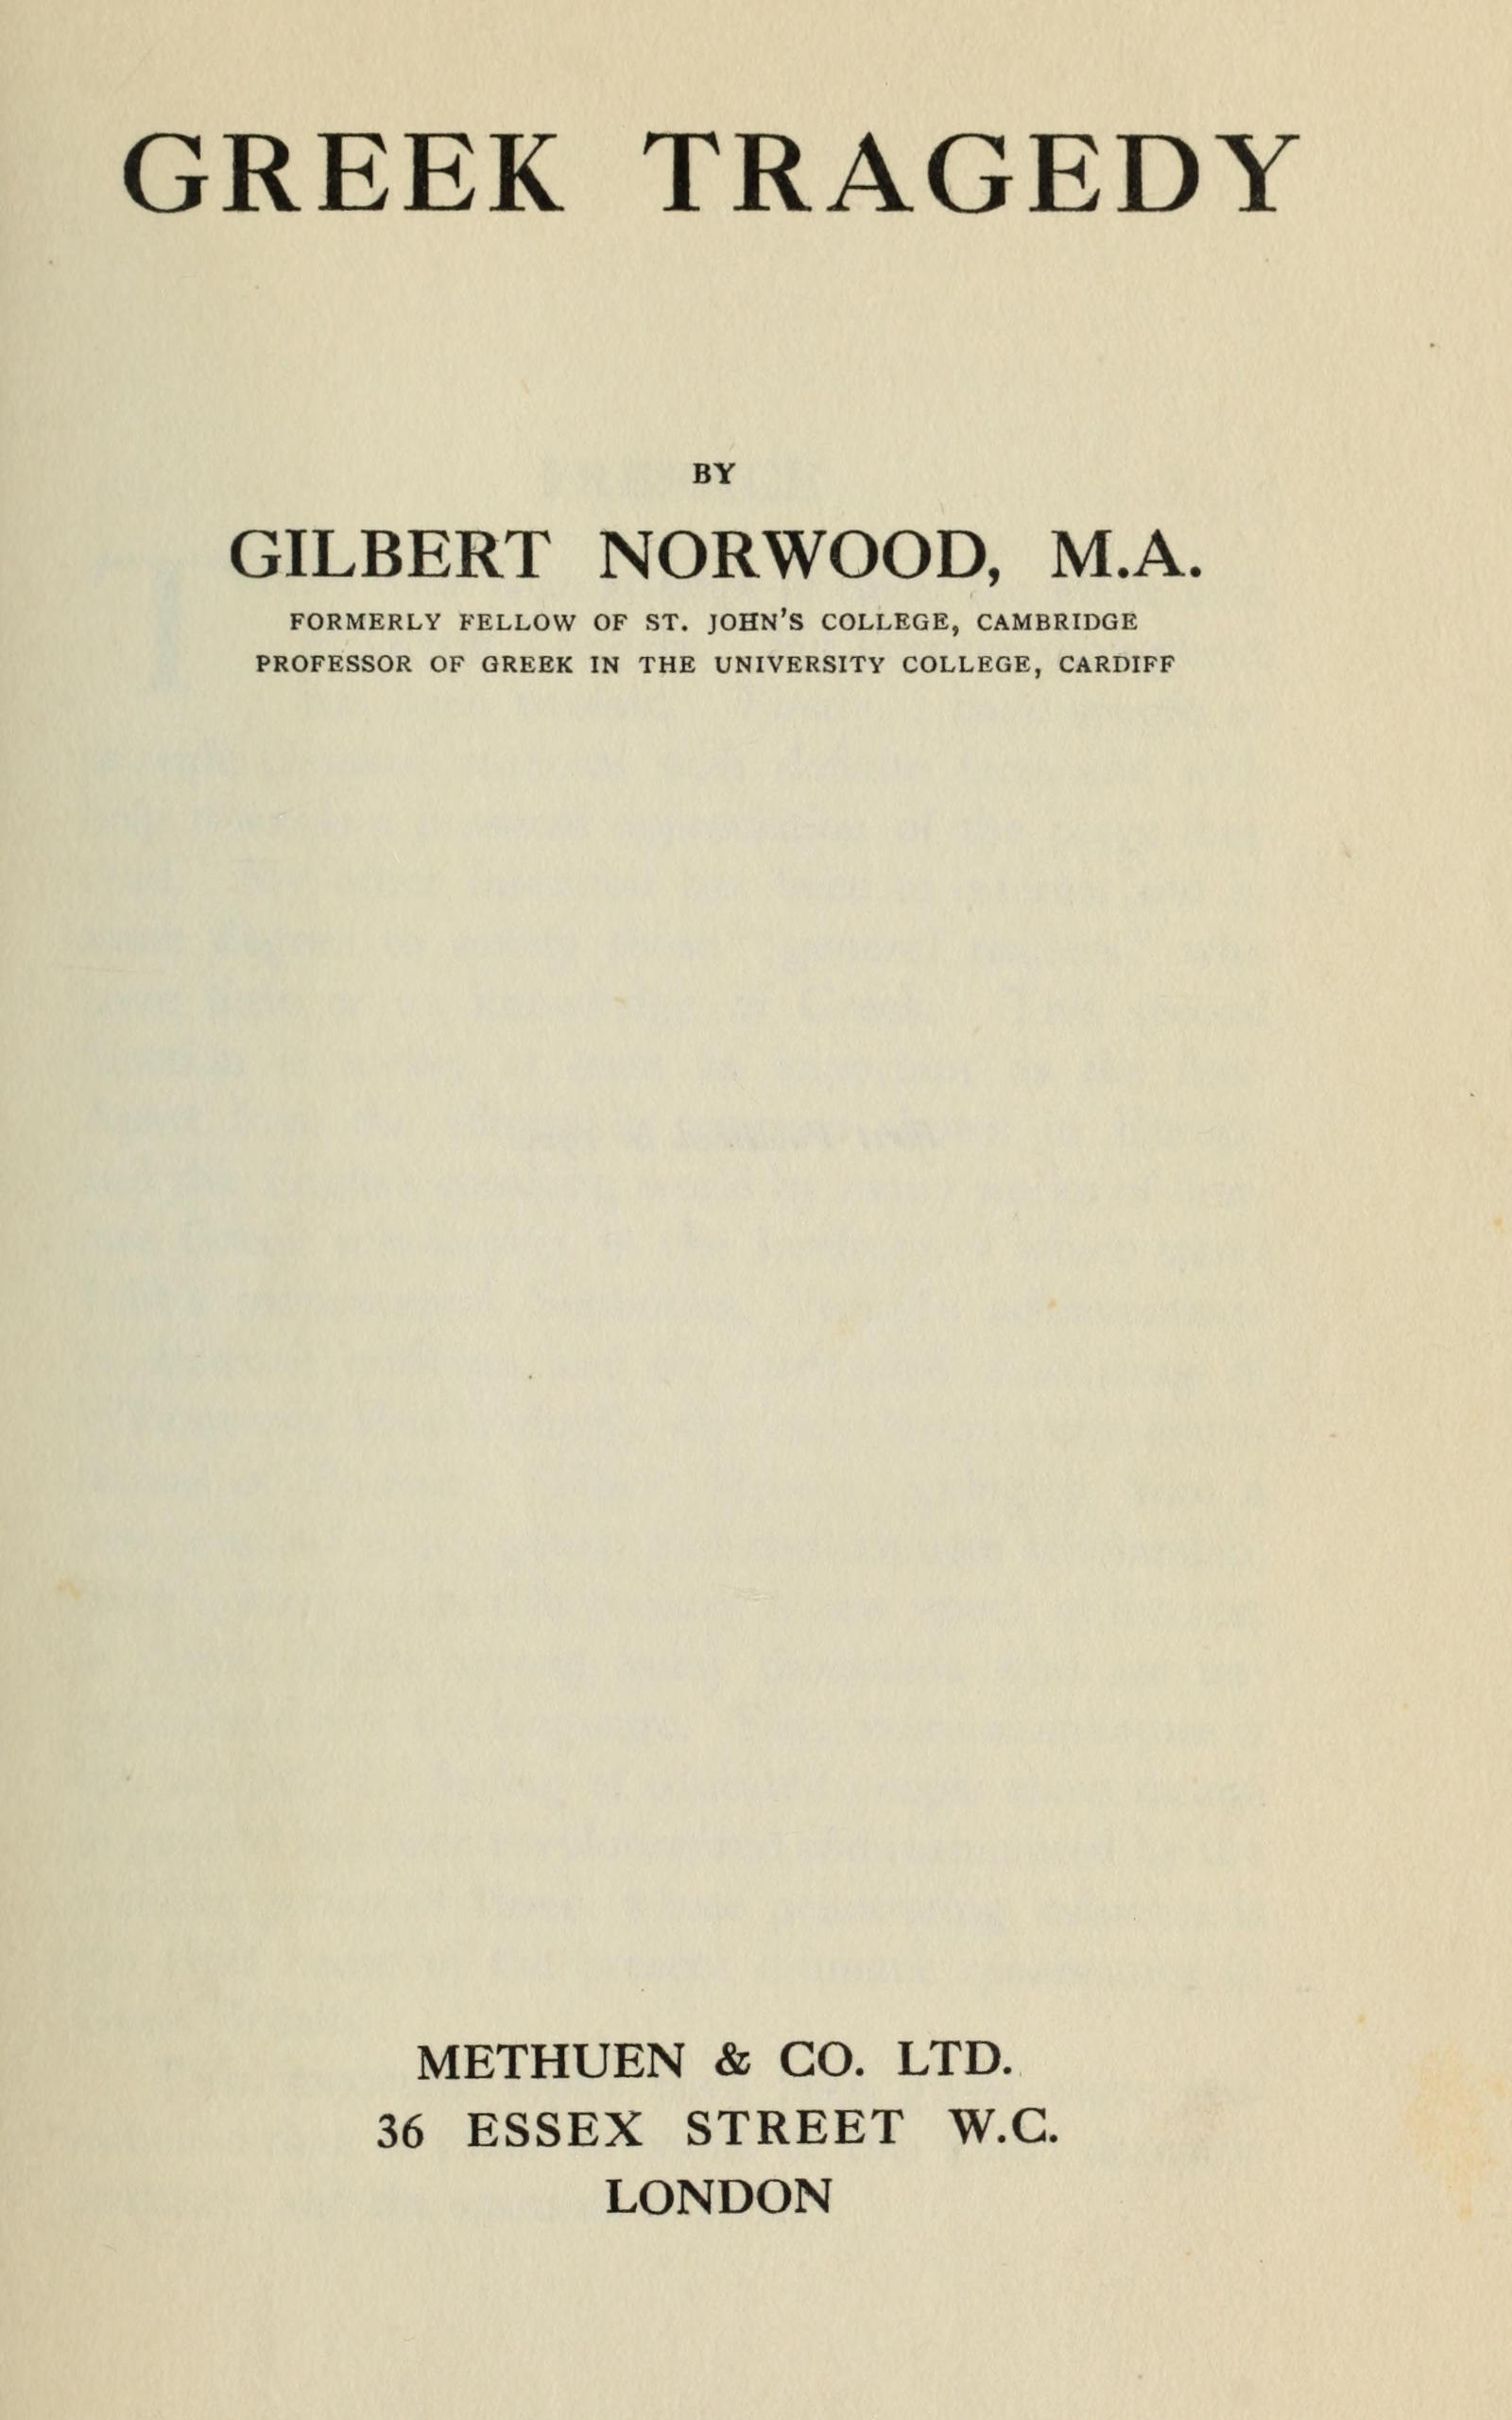 GREEK TRAGEDY
BY
GILBERT NORWOOD, M.A.
FORMERLY FELLOW OF ST. JOHN'S COLLEGE, CAMBRIDGE
PROFESSOR OF GREEK IN THE UNIVERSITY COLLEGE, CARDIFF
METHUEN & CO. LTD.
36 ESSEX STREET W.C.
LONDON